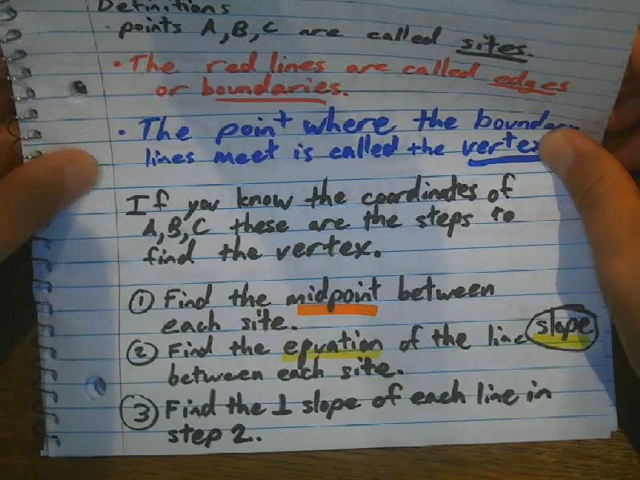 Definitions
· points A, B, C are called sites.
· The red lines are called edges
or boundaries.
· The point where the boundary
lines meet is called the vertex
If you know the coordinates of
A, B, C these are the steps to
find the vertex.
① Find the midpoint between
each site.
② Find the equation of the line slope
between each site.
③ Find the ⊥ slope of each line in
step 2.